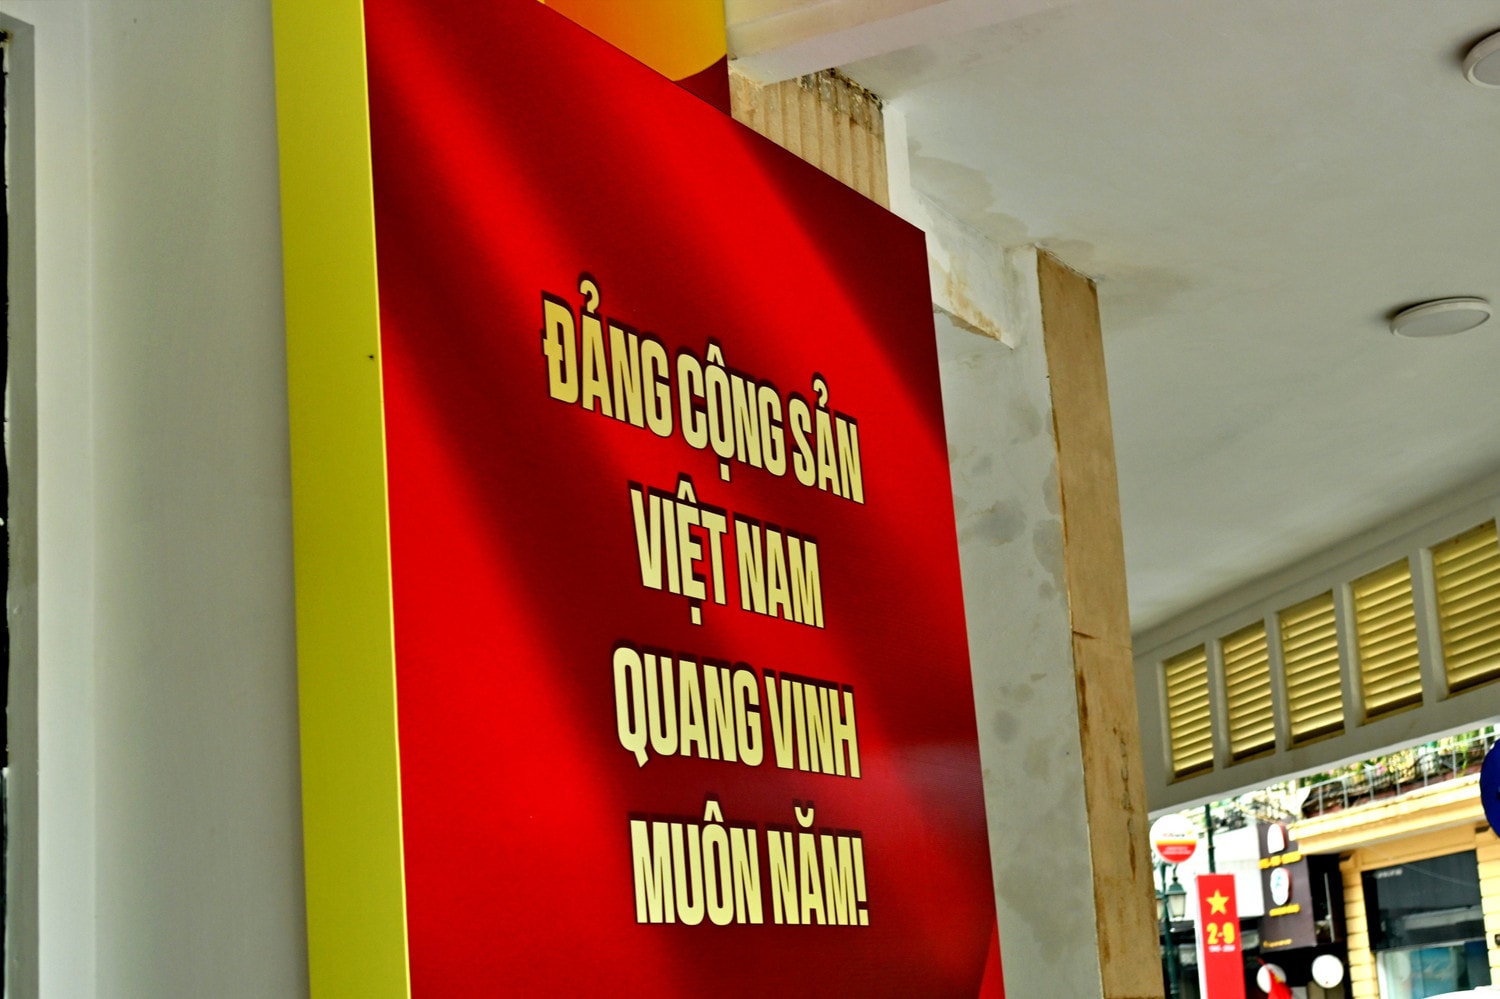 ĐẢNG CỘNG SẢN
VIỆT NAM
QUANG VINH
MUÔN NĂM!
2-9